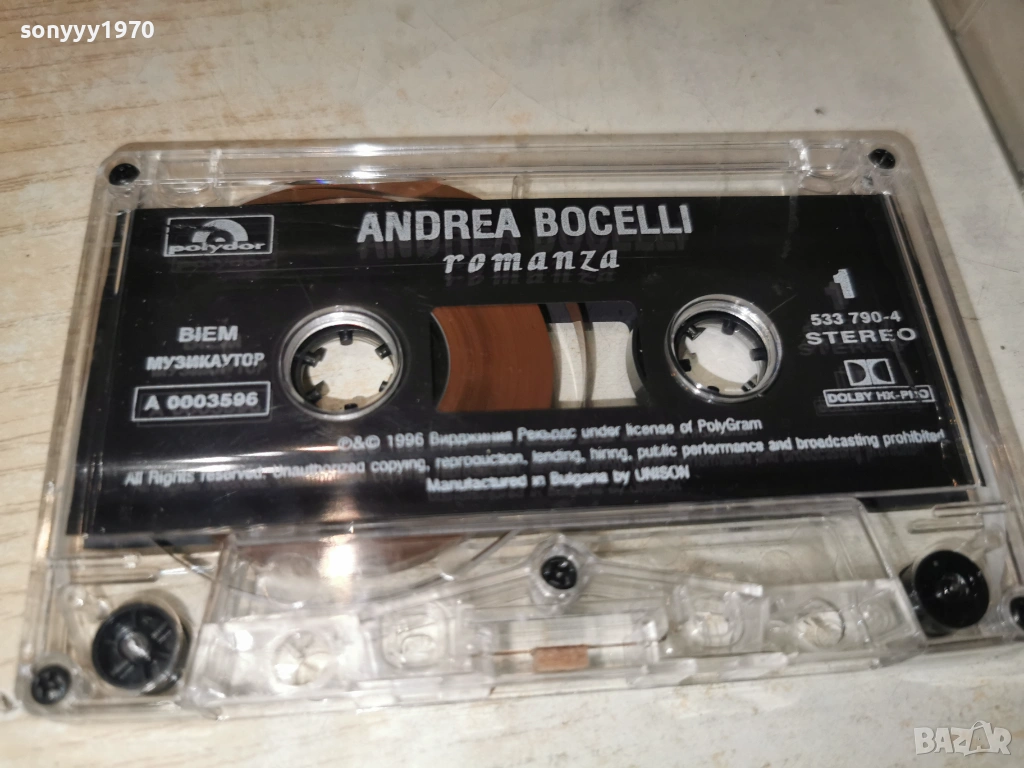 sonyyy1970
polydor
ANDREA BOCELLI
romanza
1
533 790-4
STEREO
DOLBY HX-PRO
BIEM
МУЗИКАУТОР
A 0003596
℗&© 1996 Вирджиния Рекърдс under license of PolyGram
All Rights reserved. Unauthorized copying, reproduction, lending, hiring, public performance and broadcasting prohibited
Manufactured in Bulgaria by UNISON
BAZAR